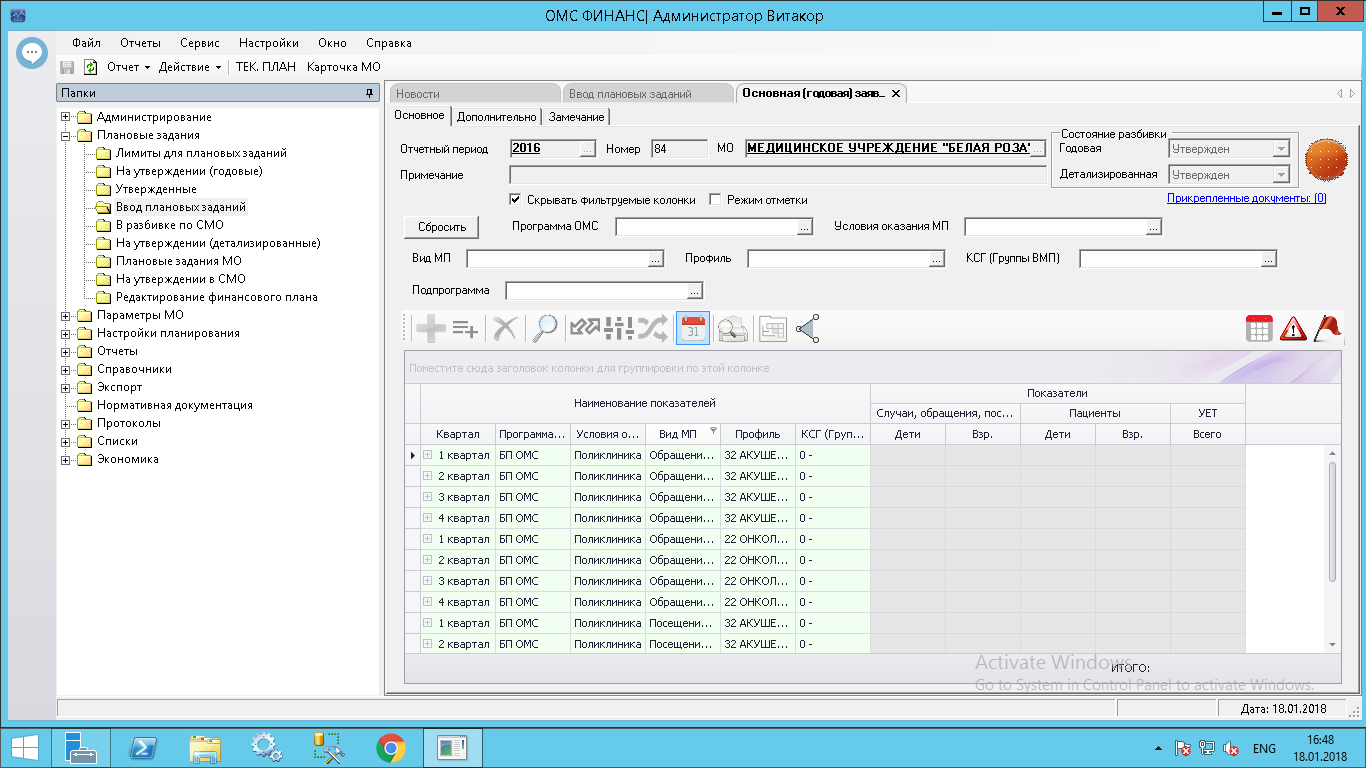 ОМС ФИНАНС| Администратор Витакор
Файл Отчеты Сервис Настройки Окно Справка
Отчет Действие ТЕК. ПЛАН Карточка МО
Папки
Администрирование
Плановые задания
Лимиты для плановых заданий
На утверждении (годовые)
Утвержденные
Ввод плановых заданий
В разбивке по СМО
На утверждении (детализированные)
Плановые задания МО
На утверждении в СМО
Редактирование финансового плана
Параметры МО
Настройки планирования
Отчеты
Справочники
Экспорт
Нормативная документация
Протоколы
Списки
Экономика
Новости Ввод плановых заданий Основная (годовая) заяв...
Основное Дополнительно Замечание
Отчетный период 2016 ... Номер 84 МО МЕДИЦИНСКОЕ УЧРЕЖДЕНИЕ "БЕЛАЯ РОЗА" ...
Примечание
Состояние разбивки
Годовая Утвержден
Детализированная Утвержден
Прикрепленные документы: (0)
Скрывать фильтруемые колонки Режим отметки
Сбросить Программа ОМС ... Условия оказания МП ...
Вид МП ... Профиль ... КСГ (Группы ВМП) ...
Подпрограмма ...
31
Поместите сюда заголовок колонки для группировки по этой колонке
Наименование показателей Показатели
Случаи, обращения, пос... Пациенты УЕТ
Квартал Программа... Условия о... Вид МП Профиль КСГ (Груп... Дети Взр. Дети Взр. Всего
1 квартал БП ОМС Поликлиника Обращени... 32 АКУШЕ... 0 -
2 квартал БП ОМС Поликлиника Обращени... 32 АКУШЕ... 0 -
3 квартал БП ОМС Поликлиника Обращени... 32 АКУШЕ... 0 -
4 квартал БП ОМС Поликлиника Обращени... 32 АКУШЕ... 0 -
1 квартал БП ОМС Поликлиника Обращени... 22 ОНКОЛ... 0 -
2 квартал БП ОМС Поликлиника Обращени... 22 ОНКОЛ... 0 -
3 квартал БП ОМС Поликлиника Обращени... 22 ОНКОЛ... 0 -
4 квартал БП ОМС Поликлиника Обращени... 22 ОНКОЛ... 0 -
1 квартал БП ОМС Поликлиника Посещени... 32 АКУШЕ... 0 -
2 квартал БП ОМС Поликлиника Посещени... 32 АКУШЕ... 0 -
ИТОГО:
Activate Windows
Go to System in Control Panel to activate Windows.
Дата: 18.01.2018
ENG
16:48
18.01.2018